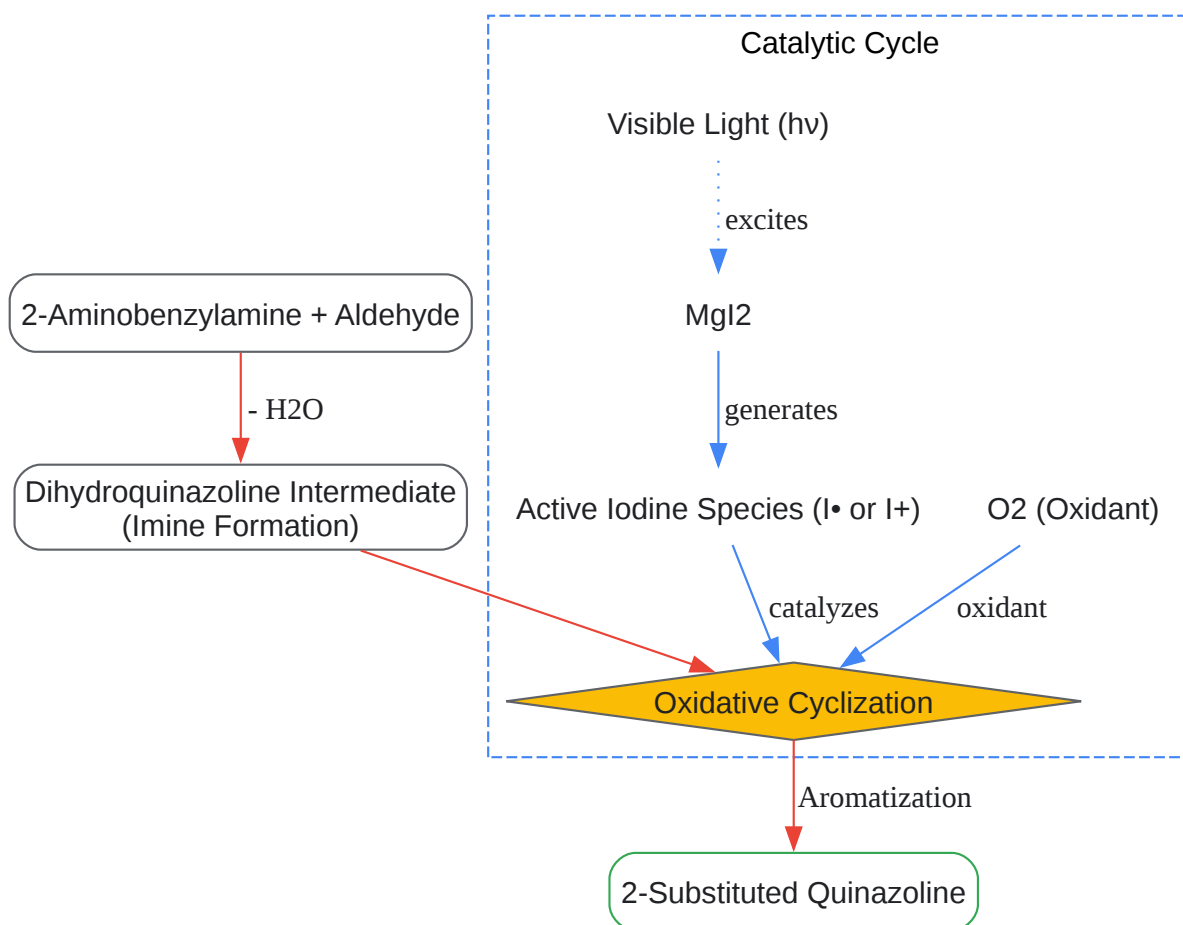 Catalytic Cycle
Visible Light (hν)
excites
2-Aminobenzylamine + Aldehyde
MgI2
- H2O
generates
Dihydroquinazoline Intermediate
(Imine Formation)
Active Iodine Species (I• or I+)
O2 (Oxidant)
catalyzes
oxidant
Oxidative Cyclization
Aromatization
2-Substituted Quinazoline